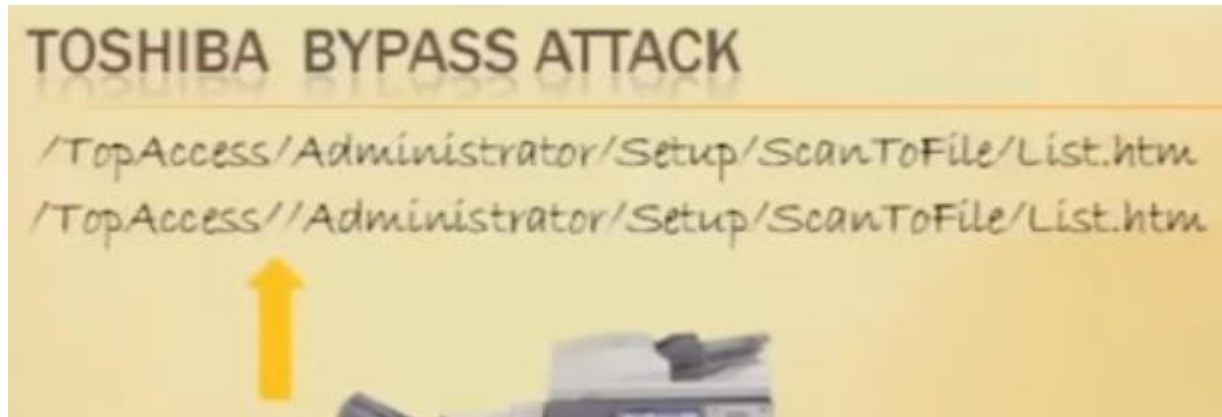 TOSHIBA BYPASS ATTACK
/TopAccess/Administrator/Setup/ScanToFile/List.htm
/TopAccess//Administrator/Setup/ScanToFile/List.htm